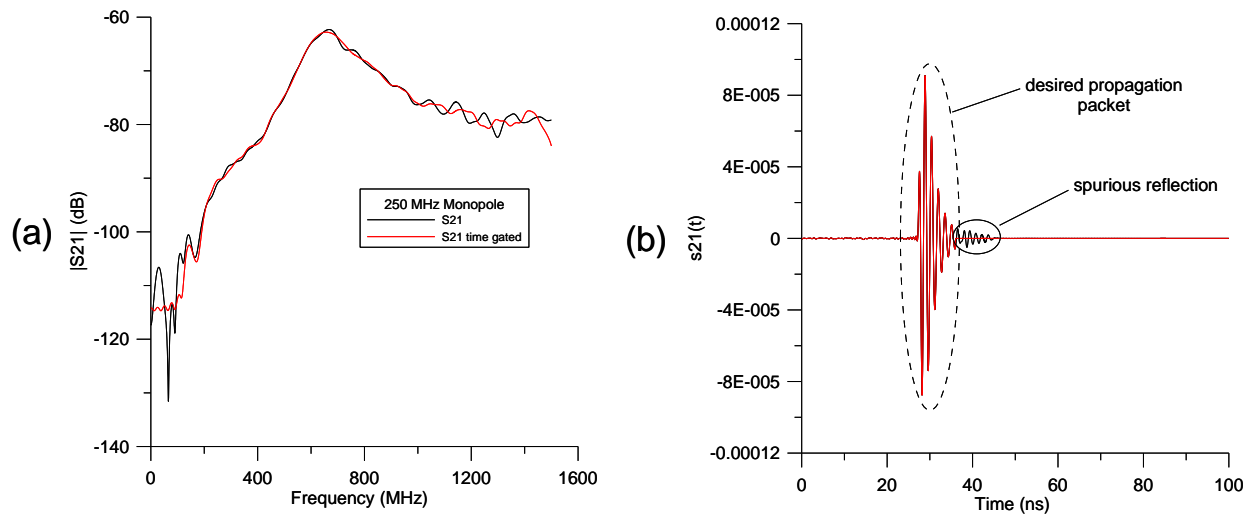 (a)
|S21| (dB)
-60
-80
-100
-120
-140
0
400
800
1200
1600
Frequency (MHz)
250 MHz Monopole
S21
S21 time gated
(b)
s21(t)
0.00012
8E-005
4E-005
0
-4E-005
-8E-005
-0.00012
0
20
40
60
80
100
Time (ns)
desired propagation
packet
spurious reflection